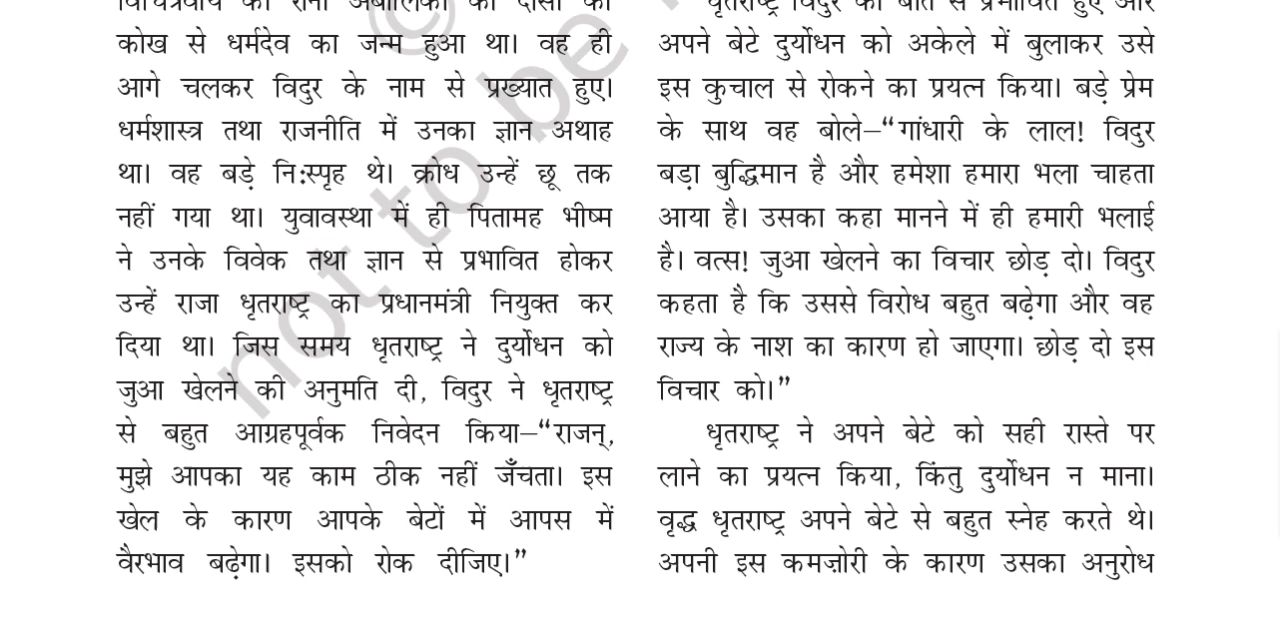 विचित्रवीर्य की रानी अंबालिका की दासी की
कोख से धर्मदेव का जन्म हुआ था। वह ही
आगे चलकर विदुर के नाम से प्रख्यात हुए।
धर्मशास्त्र तथा राजनीति में उनका ज्ञान अथाह
था। वह बड़े नि:स्पृह थे। क्रोध उन्हें छू तक
नहीं गया था। युवावस्था में ही पितामह भीष्म
ने उनके विवेक तथा ज्ञान से प्रभावित होकर
उन्हें राजा धृतराष्ट्र का प्रधानमंत्री नियुक्त कर
दिया था। जिस समय धृतराष्ट्र ने दुर्योधन को
जुआ खेलने की अनुमति दी, विदुर ने धृतराष्ट्र
से बहुत आग्रहपूर्वक निवेदन किया–“राजन्,
मुझे आपका यह काम ठीक नहीं जँचता। इस
खेल के कारण आपके बेटों में आपस में
वैरभाव बढ़ेगा। इसको रोक दीजिए।”
धृतराष्ट्र विदुर की बात से प्रभावित हुए और
अपने बेटे दुर्योधन को अकेले में बुलाकर उसे
इस कुचाल से रोकने का प्रयत्न किया। बड़े प्रेम
के साथ वह बोले–“गांधारी के लाल! विदुर
बड़ा बुद्धिमान है और हमेशा हमारा भला चाहता
आया है। उसका कहा मानने में ही हमारी भलाई
है। वत्स! जुआ खेलने का विचार छोड़ दो। विदुर
कहता है कि उससे विरोध बहुत बढ़ेगा और वह
राज्य के नाश का कारण हो जाएगा। छोड़ दो इस
विचार को।”
धृतराष्ट्र ने अपने बेटे को सही रास्ते पर
लाने का प्रयत्न किया, किंतु दुर्योधन न माना।
वृद्ध धृतराष्ट्र अपने बेटे से बहुत स्नेह करते थे।
अपनी इस कमज़ोरी के कारण उसका अनुरोध
© not to be